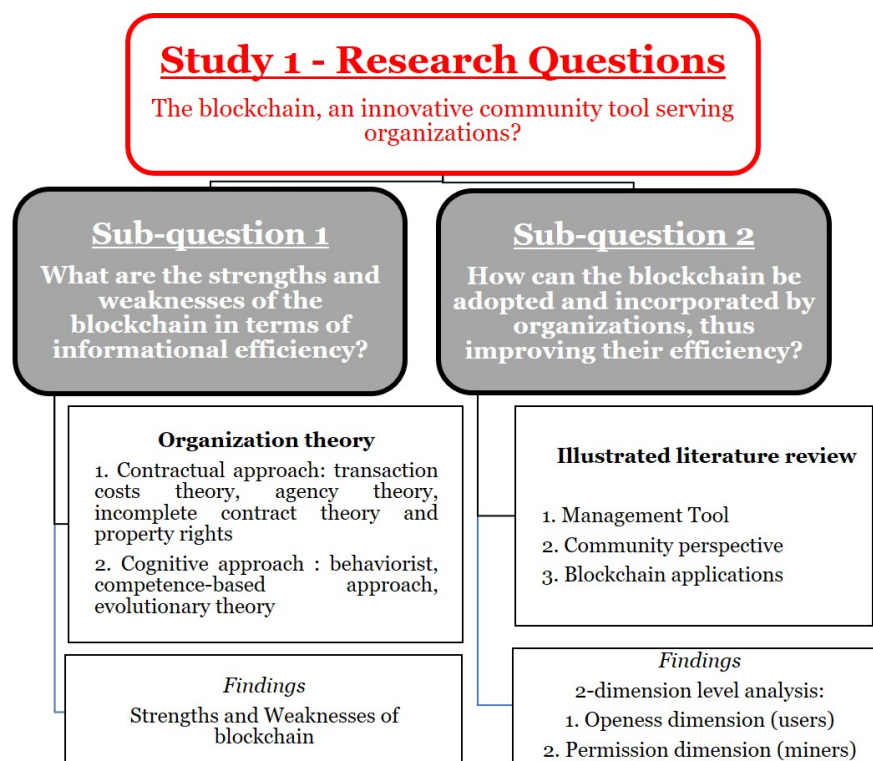 Study 1 - Research Questions
The blockchain, an innovative community tool serving
organizations?
Sub-question 1
What are the strengths and
weaknesses of the
blockchain in terms of
informational efficiency?
Sub-question 2
How can the blockchain be
adopted and incorporated by
organizations, thus
improving their efficiency?
Organization theory
1. Contractual approach: transaction
costs theory, agency theory,
incomplete contract theory and
property rights
2. Cognitive approach : behaviorist,
competence-based approach,
evolutionary theory
Illustrated literature review
1. Management Tool
2. Community perspective
3. Blockchain applications
Findings
Strengths and Weaknesses of
blockchain
Findings
2-dimension level analysis:
1. Openess dimension (users)
2. Permission dimension (miners)